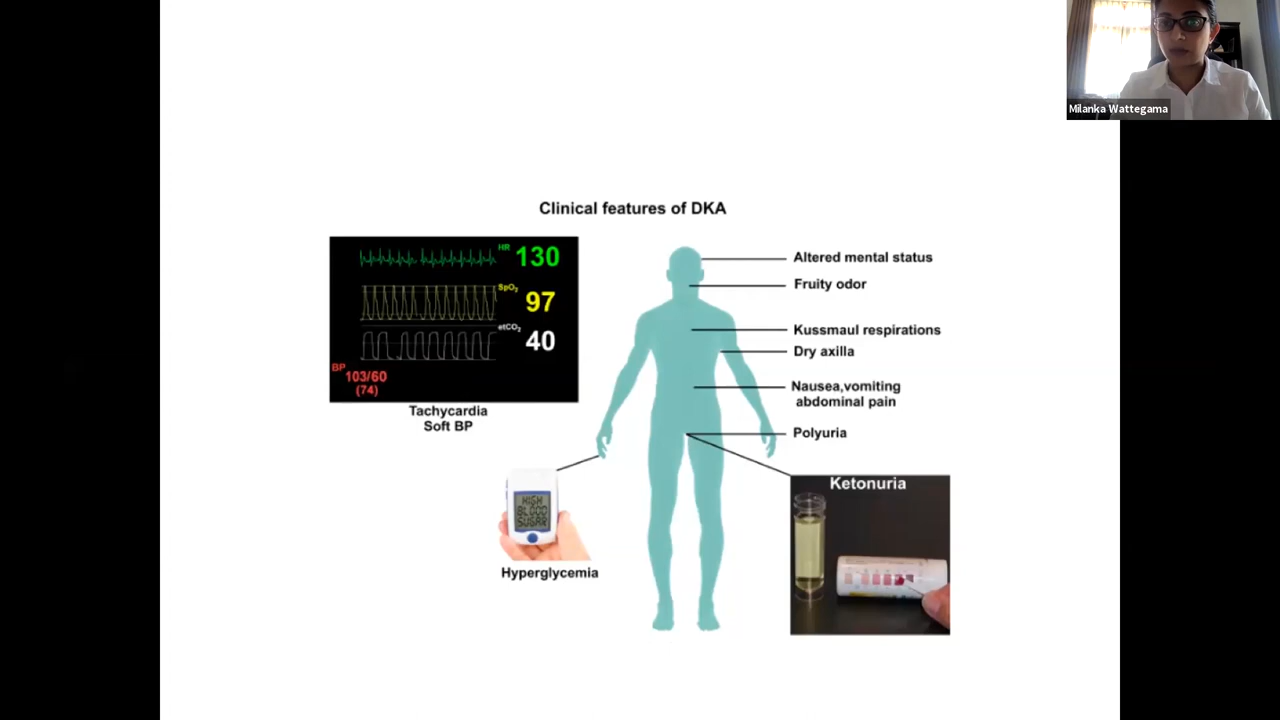 Milanka Wattegama
Clinical features of DKA
HR 130
SpO₂ 97
etCO₂ 40
BP 103/60
(74)
Tachycardia
Soft BP
Altered mental status
Fruity odor
Kussmaul respirations
Dry axilla
Nausea,vomiting
abdominal pain
Polyuria
HIGH
BLOOD
SUGAR
Hyperglycemia
Ketonuria